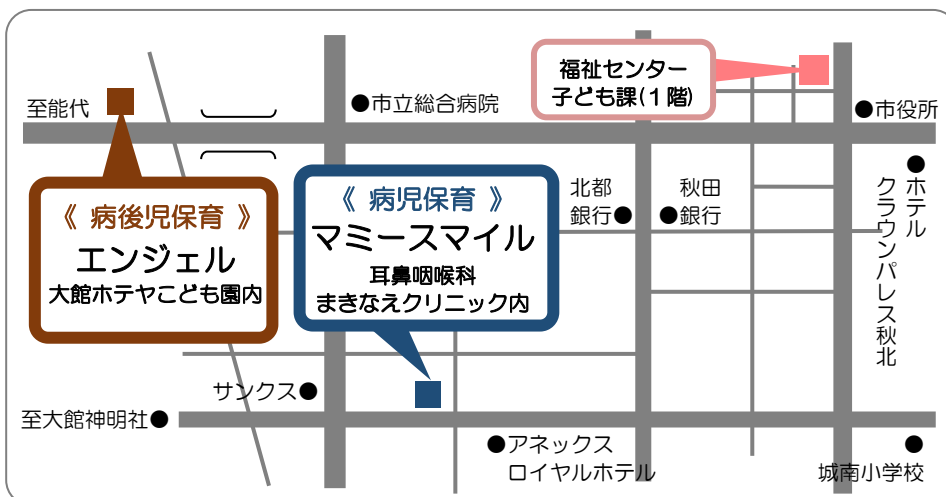 福祉センター
子ども課(１階)
至能代
●市立総合病院
●市役所
《 病後児保育 》
エンジェル
大館ホテヤこども園内
《 病児保育 》
マミースマイル
耳鼻咽喉科
まきなえクリニック内
北都
銀行●
秋田
●銀行
●ホテル
クラウンパレス秋北
サンクス●
至大館神明社●
●アネックス
ロイヤルホテル
●
城南小学校